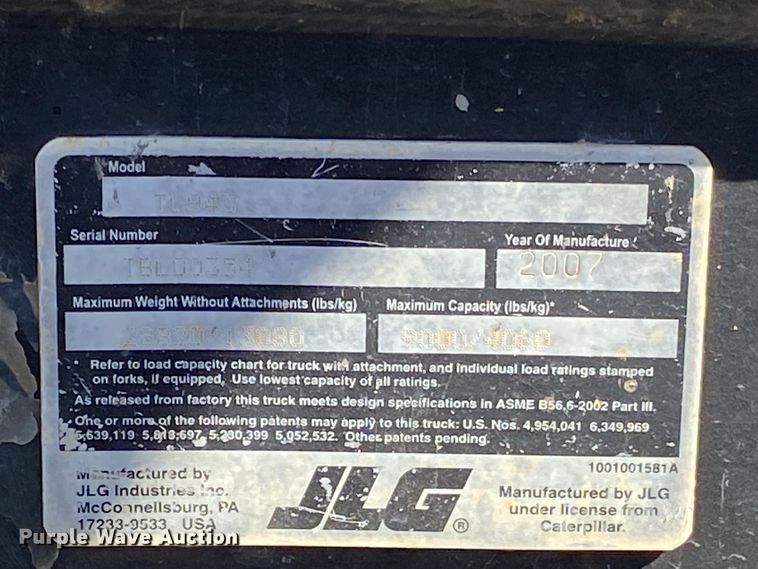 Model
Serial Number
Year Of Manufacture
TBL00354
2007
Maximum Weight Without Attachments (lbs/kg)
Maximum Capacity (lbs/kg)*
* Refer to load capacity chart for truck with attachment, and individual load ratings stamped
on forks, if equipped. Use lowest capacity of all ratings.
As released from factory this truck meets design specifications in ASME B56.6-2002 Part III.
One or more of the following patents may apply to this truck: U.S. Nos. 4,954,041 6,349,969
5,639,119 5,813,697 5,230,399 5,052,532. Other patents pending.
1001001581A
Manufactured by
JLG Industries Inc.
McConnellsburg, PA
17233-9533 USA
JLG
®
Manufactured by JLG
under license from
Caterpillar.
Purple Wave Auction